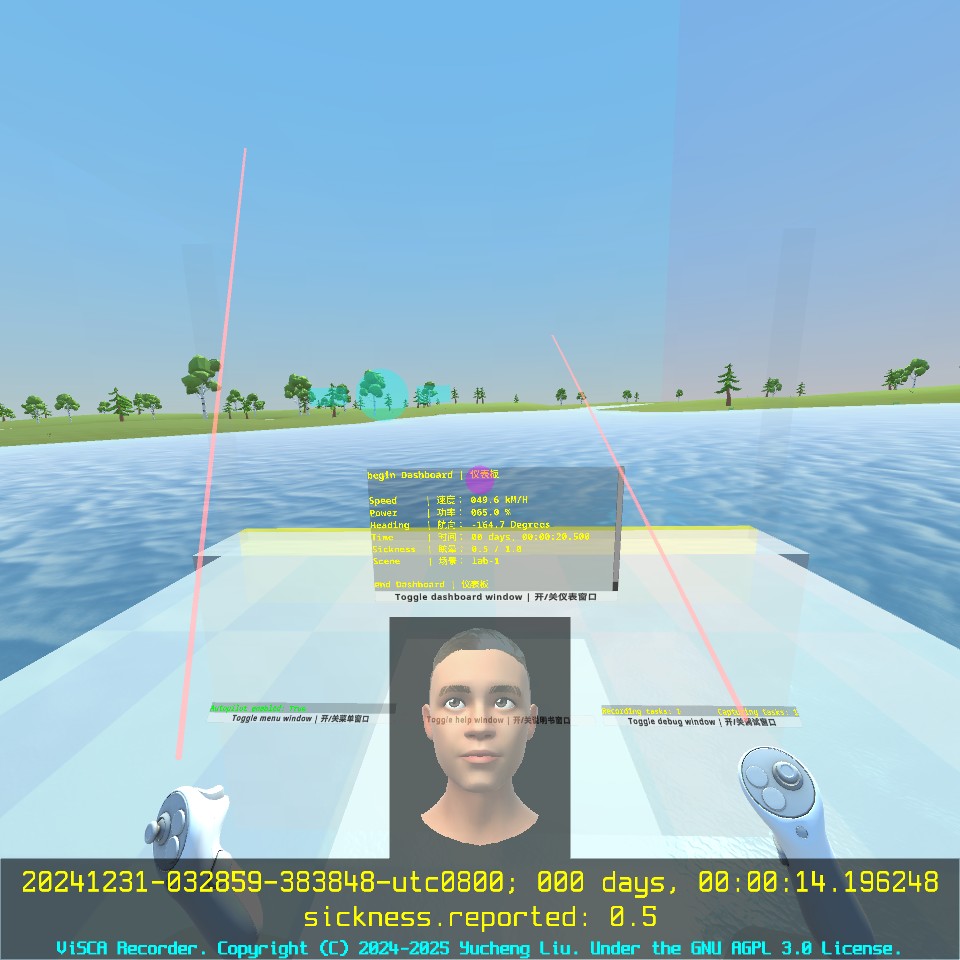 begin Dashboard | 仪表板
Speed | 速度： 049.6 kM/H
Power | 功率： 065.0 %
Heading | 航向： -164.7 Degrees
Time | 时间： 00 days, 00:00:20.500
Sickness | 眩晕： 0.5 / 1.0
Scene | 场景： lab-1
end Dashboard | 仪表板
Toggle dashboard window | 开/关仪表窗口
Autopilot enabled: True
Recording tasks: 1 Capturing tasks: 1
Toggle menu window | 开/关菜单窗口
Toggle help window | 开/关说明书窗口
Toggle debug window | 开/关调试窗口
20241231-032859-383848-utc0800; 000 days, 00:00:14.196248
sickness.reported: 0.5
ViSCA Recorder. Copyright (C) 2024-2025 Yucheng Liu. Under the GNU AGPL 3.0 License.